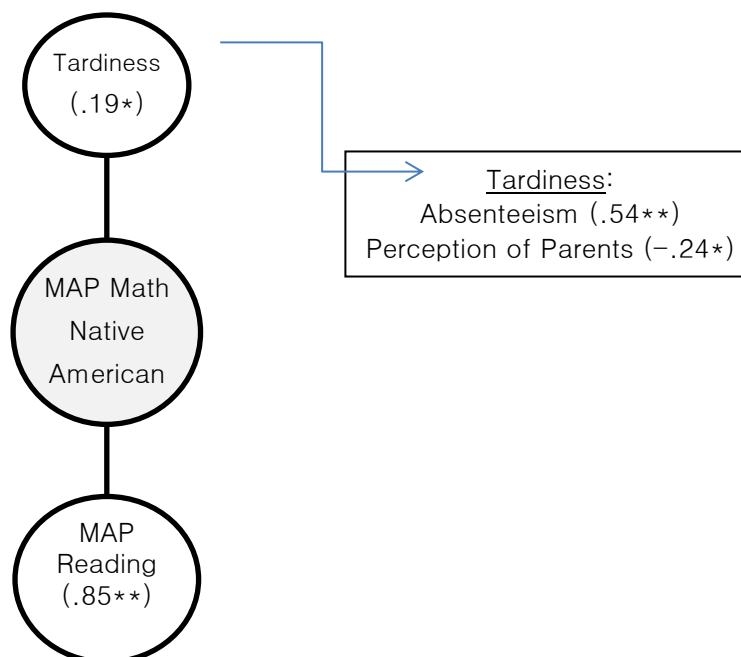 Tardiness
(.19*)
Tardiness:
Absenteeism (.54**)
Perception of Parents (-.24*)
MAP Math
Native
American
MAP
Reading
(.85**)